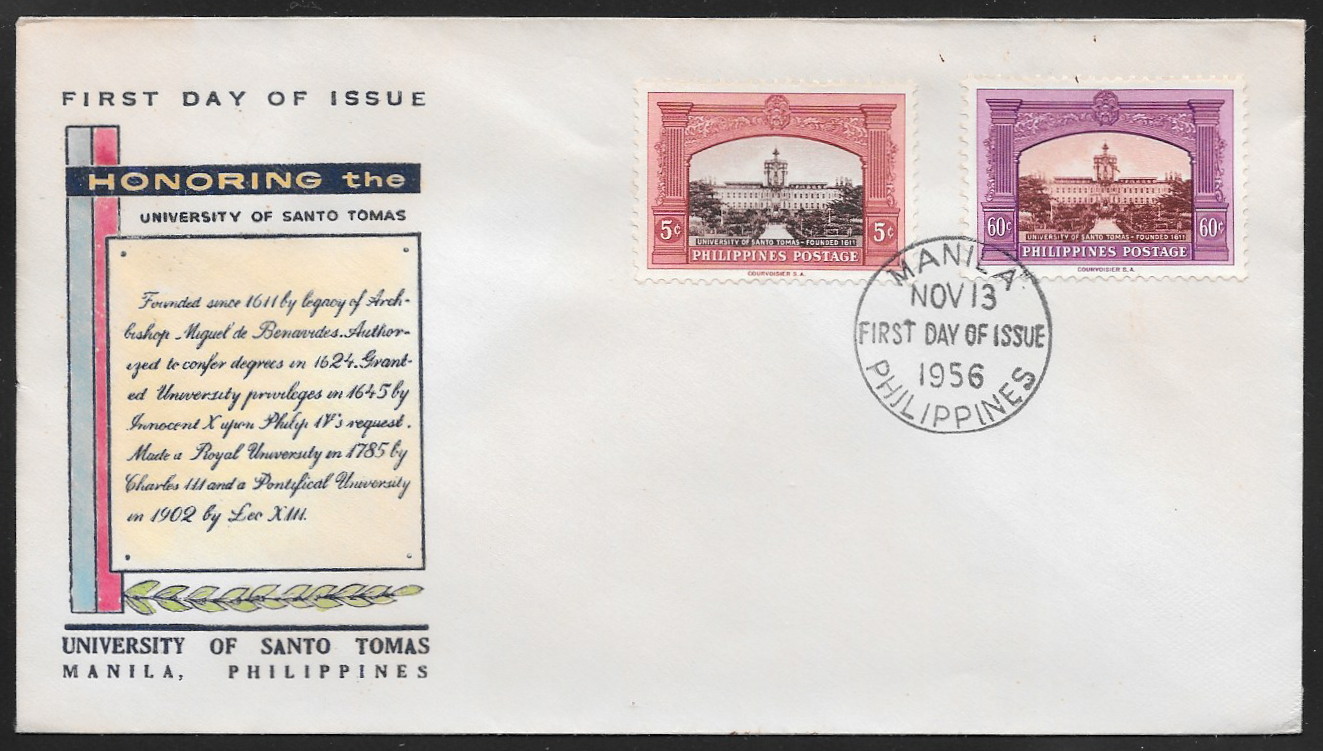 FIRST DAY OF ISSUE
HONORING the
UNIVERSITY OF SANTO TOMAS
Founded since 1611 by legacy of Arch-
bishop Miguel de Benavides. Author-
ized to confer degrees in 1624. Grant-
ed University privileges in 1645 by
Innocent X upon Philip IV's request.
Made a Royal University in 1785 by
Charles III and a Pontifical University
in 1902 by Leo XIII.
UNIVERSITY OF SANTO TOMAS
MANILA, PHILIPPINES
5c 5c
UNIVERSITY OF SANTO TOMAS - FOUNDED 1611
PHILIPPINES POSTAGE
COURVOISIER S.A.
60c 60c
UNIVERSITY OF SANTO TOMAS - FOUNDED 1611
PHILIPPINES POSTAGE
COURVOISIER S.A.
MANILA
NOV 13
FIRST DAY OF ISSUE
1956
PHILIPPINES